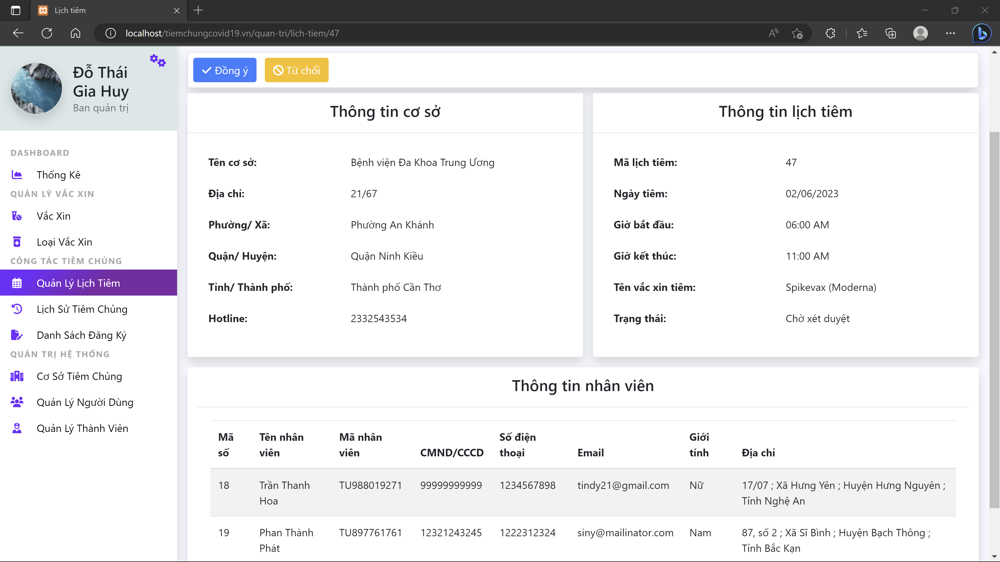 Lịch tiêm
localhost/tiemchungcovid19.vn/quan-tri/lich-tiem/47
Đỗ Thái
Gia Huy
Ban quản trị
DASHBOARD
Thống Kê
QUẢN LÝ VẮC XIN
Vắc Xin
Loại Vắc Xin
CÔNG TÁC TIÊM CHỦNG
Quản Lý Lịch Tiêm
Lịch Sử Tiêm Chủng
Danh Sách Đăng Ký
QUẢN TRỊ HỆ THỐNG
Cơ Sở Tiêm Chủng
Quản Lý Người Dùng
Quản Lý Thành Viên
Đồng ý
Từ chổi
Thông tin cơ sở
Tên cơ sở: Bệnh viện Đa Khoa Trung Ương
Địa chỉ: 21/67
Phường/ Xã: Phường An Khánh
Quận/ Huyện: Quận Ninh Kiều
Tỉnh/ Thành phố: Thành phố Cần Thơ
Hotline: 2332543534
Thông tin lịch tiêm
Mã lịch tiêm: 47
Ngày tiêm: 02/06/2023
Giờ bắt đầu: 06:00 AM
Giờ kết thúc: 11:00 AM
Tên vắc xin tiêm: Spikevax (Moderna)
Trạng thái: Chờ xét duyệt
Thông tin nhân viên
Mã số Tên nhân viên Mã nhân viên CMND/CCCD Số điện thoại Email Giới tính Địa chỉ
18 Trần Thanh Hoa TU988019271 99999999999 1234567898 tindy21@gmail.com Nữ 17/07 ; Xã Hưng Yên ; Huyện Hưng Nguyên ; Tỉnh Nghệ An
19 Phan Thành Phát TU897761761 12321243245 1222312324 siny@mailinator.com Nam 87, số 2 ; Xã Sĩ Bình ; Huyện Bạch Thông ; Tỉnh Bắc Kạn